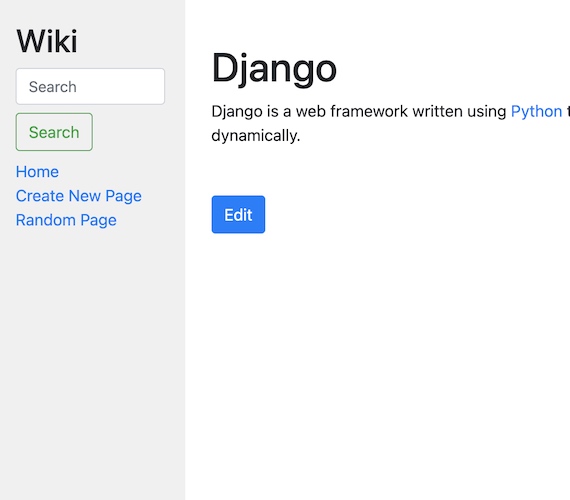 Wiki
Search
Search
Home
Create New Page
Random Page
Django
Django is a web framework written using Python
dynamically.
Edit